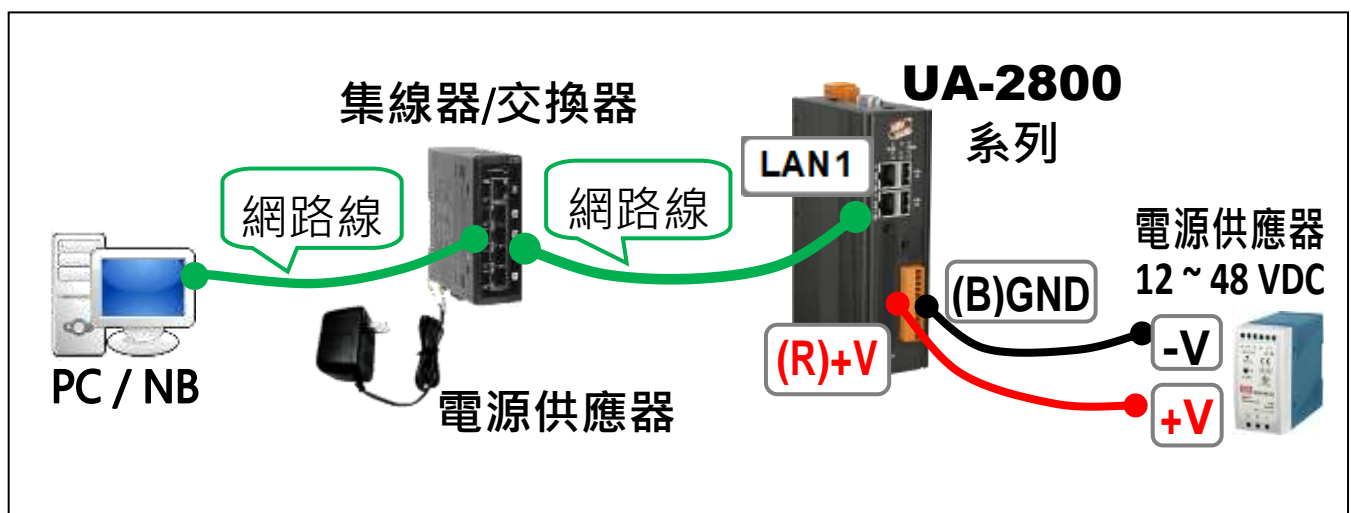 UA-2800
系列
集線器/交換器
LAN1
網路線
網路線
電源供應器
12 ~ 48 VDC
(B)GND
-V
(R)+V
+V
PC / NB
電源供應器